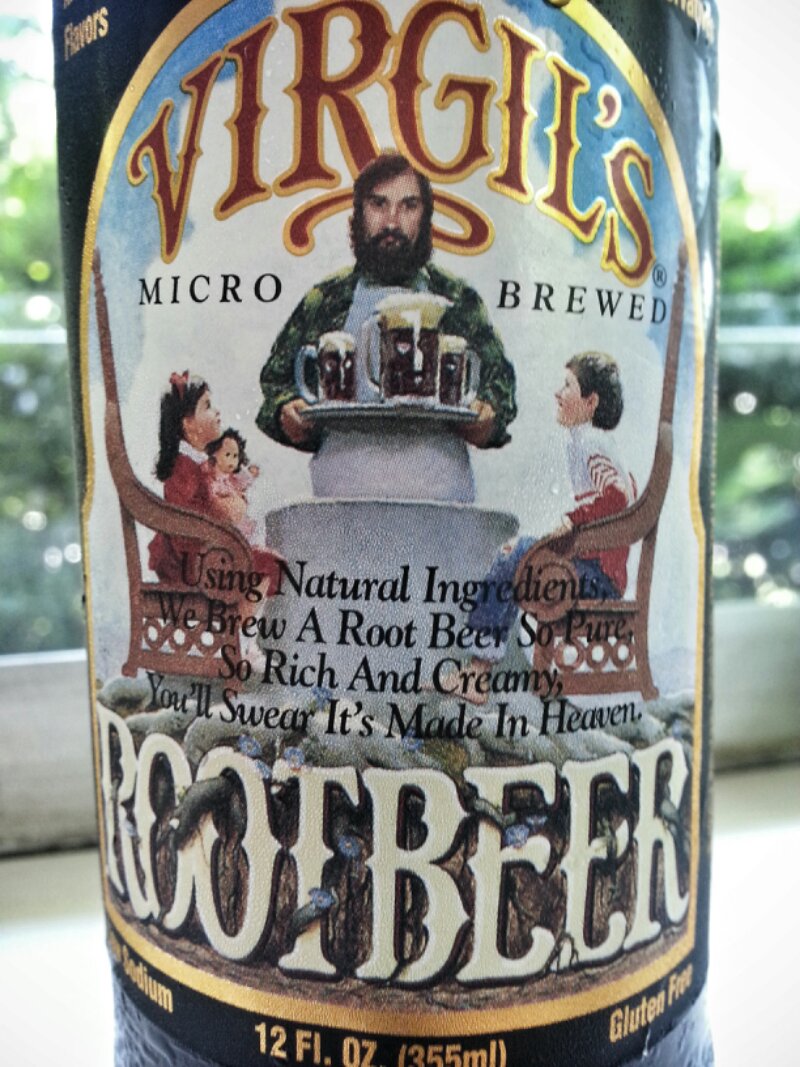 Flavors
VIRGIL'S®
MICRO BREWED
Using Natural Ingredients,
We Brew A Root Beer So Pure,
So Rich And Creamy,
You'll Swear It's Made In Heaven.
ROOTBEER
Sodium
Gluten Free
12 FL. OZ. (355ml)